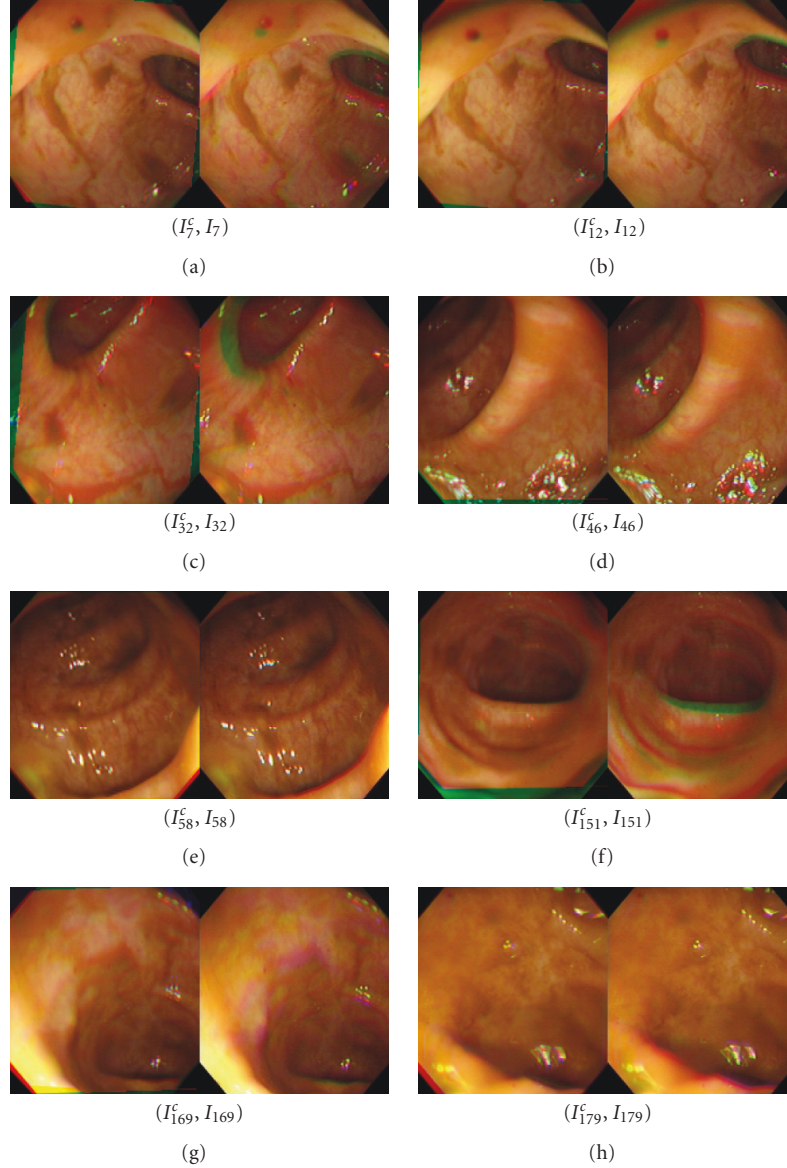 (I^c_7, I_7)
(I^c_12, I_12)
(a)
(b)
(I^c_32, I_32)
(I^c_46, I_46)
(c)
(d)
(I^c_58, I_58)
(I^c_151, I_151)
(e)
(f)
(I^c_169, I_169)
(I^c_179, I_179)
(g)
(h)